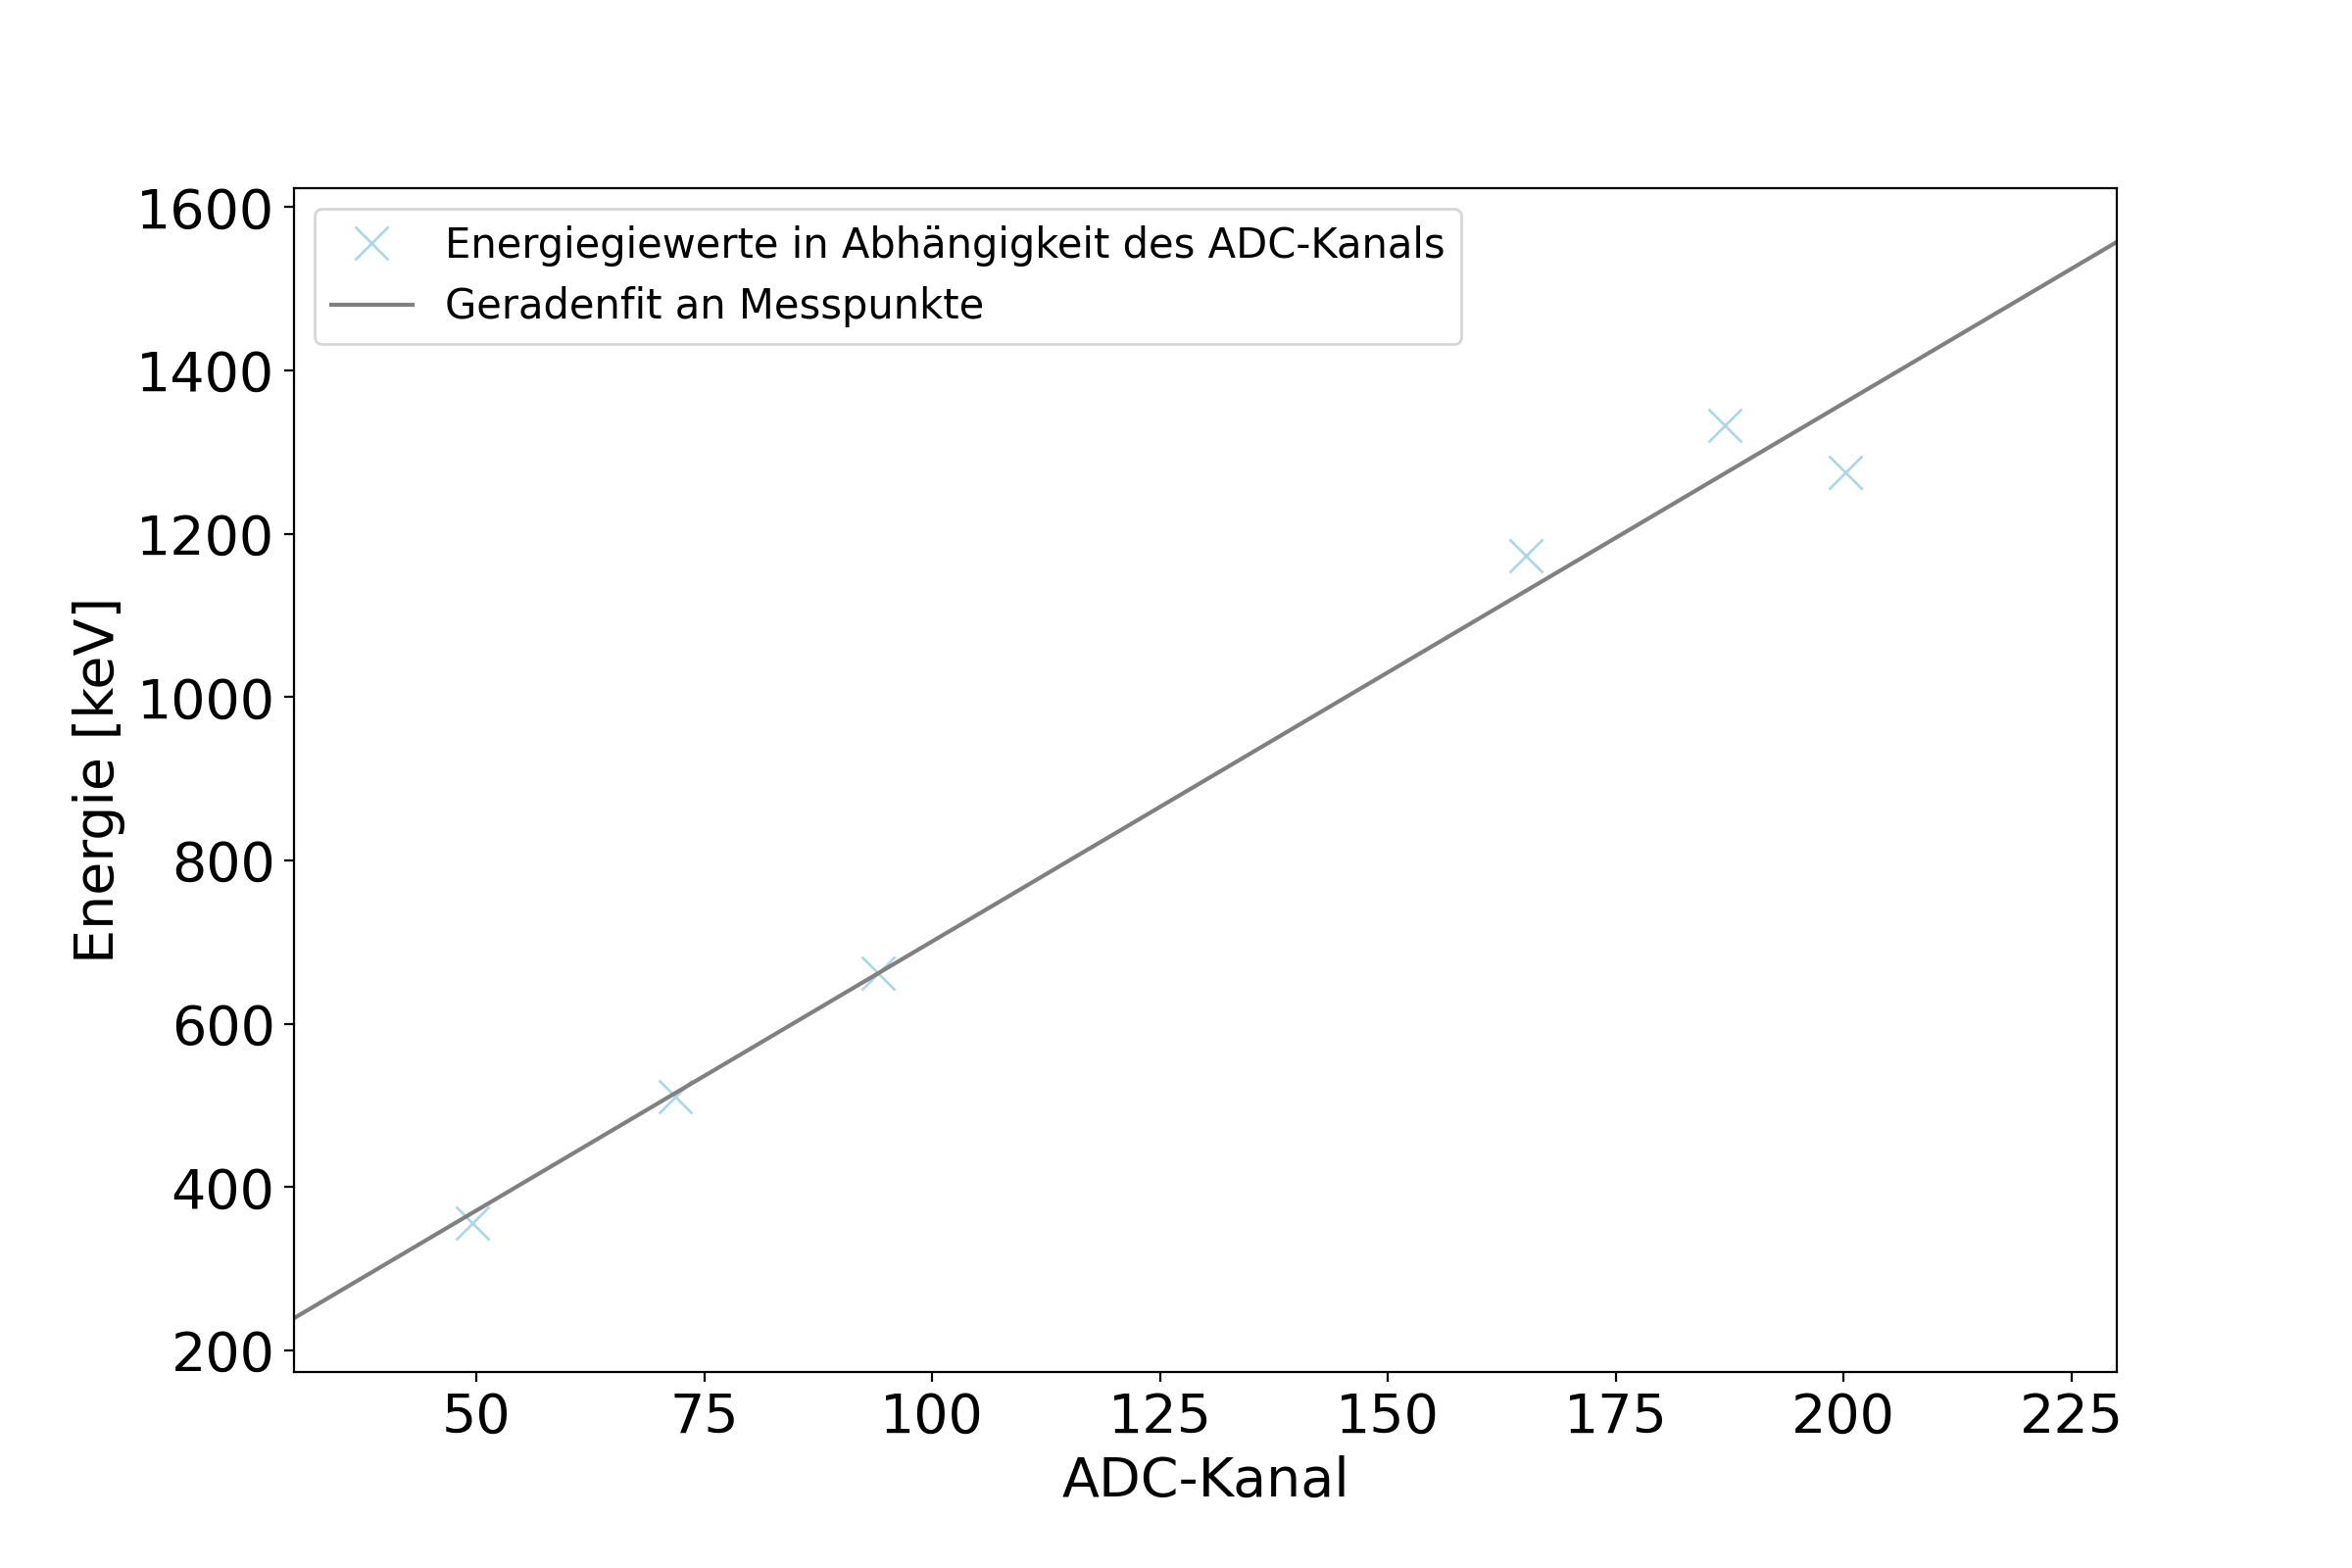 1600
Energiegiewerte in Abhängigkeit des ADC-Kanals
Geradenfit an Messpunkte
1400
1200
1000
800
600
400
200
Energie [keV]
50 75 100 125 150 175 200 225
ADC-Kanal